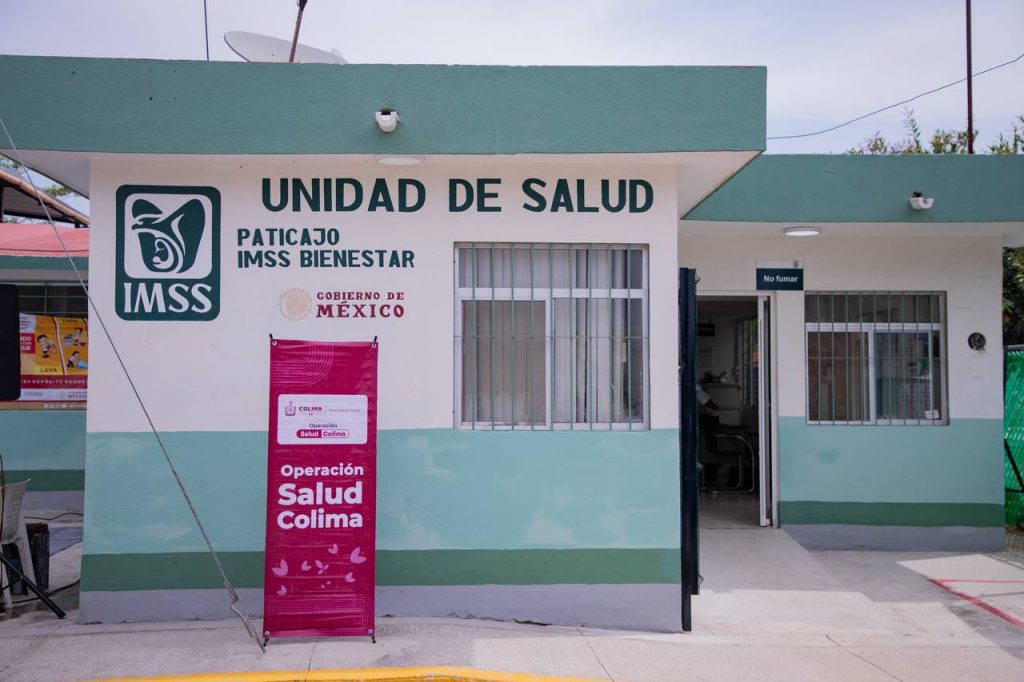 UNIDAD DE SALUD
IMSS
PATICAJO
IMSS BIENESTAR
GOBIERNO DE
MÉXICO
No fumar
COLIMA
Operación
Salud Colima
Operación
Salud
Colima
TAPA
LAVA